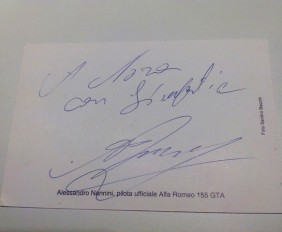 A Nora
con Simpatia
Alessandro Nannini, pilota ufficiale Alfa Romeo 155 GTA